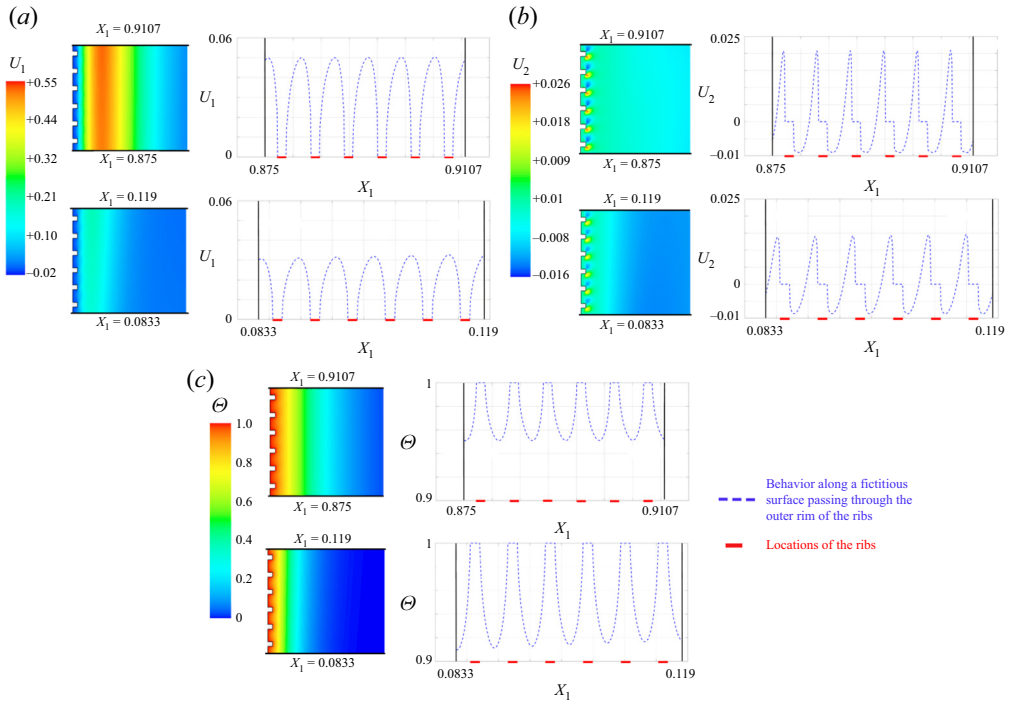 (a)
X1 = 0.9107
U1
+0.55
+0.44
+0.32
+0.21
+0.10
−0.02
X1 = 0.875
X1 = 0.119
X1 = 0.0833
0.06
U1
0
0.875
0.9107
X1
0.06
U1
0
0.0833
0.119
X1
(b)
X1 = 0.9107
U2
+0.026
+0.018
+0.009
+0.01
−0.008
−0.016
X1 = 0.875
X1 = 0.119
X1 = 0.0833
0.025
U2
0
−0.01
0.875
0.9107
X1
0.025
U2
0
−0.01
0.0833
0.119
X1
(c)
X1 = 0.9107
Θ
1.0
0.8
0.6
0.4
0.2
0
X1 = 0.875
X1 = 0.119
X1 = 0.0833
1
Θ
0.9
0.875
0.9107
X1
1
Θ
0.9
0.0833
0.119
X1
Behavior along a fictitious
surface passing through the
outer rim of the ribs
Locations of the ribs